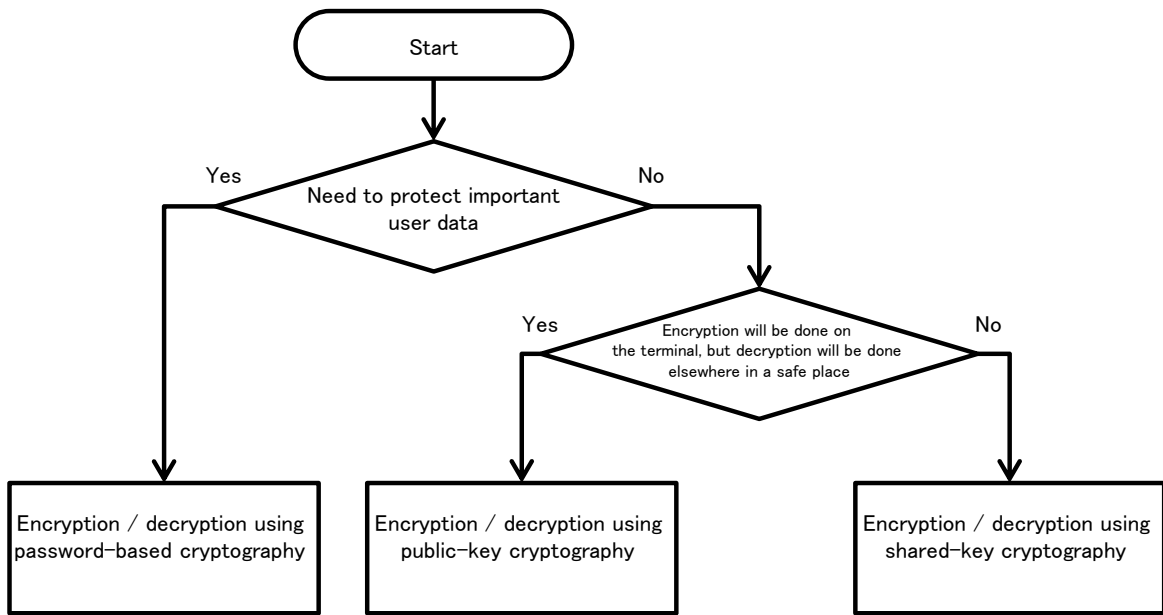 Start
Yes
No
Need to protect important
user data
Yes
No
Encryption will be done on
the terminal, but decryption will be done
elsewhere in a safe place
Encryption / decryption using
password-based cryptography
Encryption / decryption using
public-key cryptography
Encryption / decryption using
shared-key cryptography